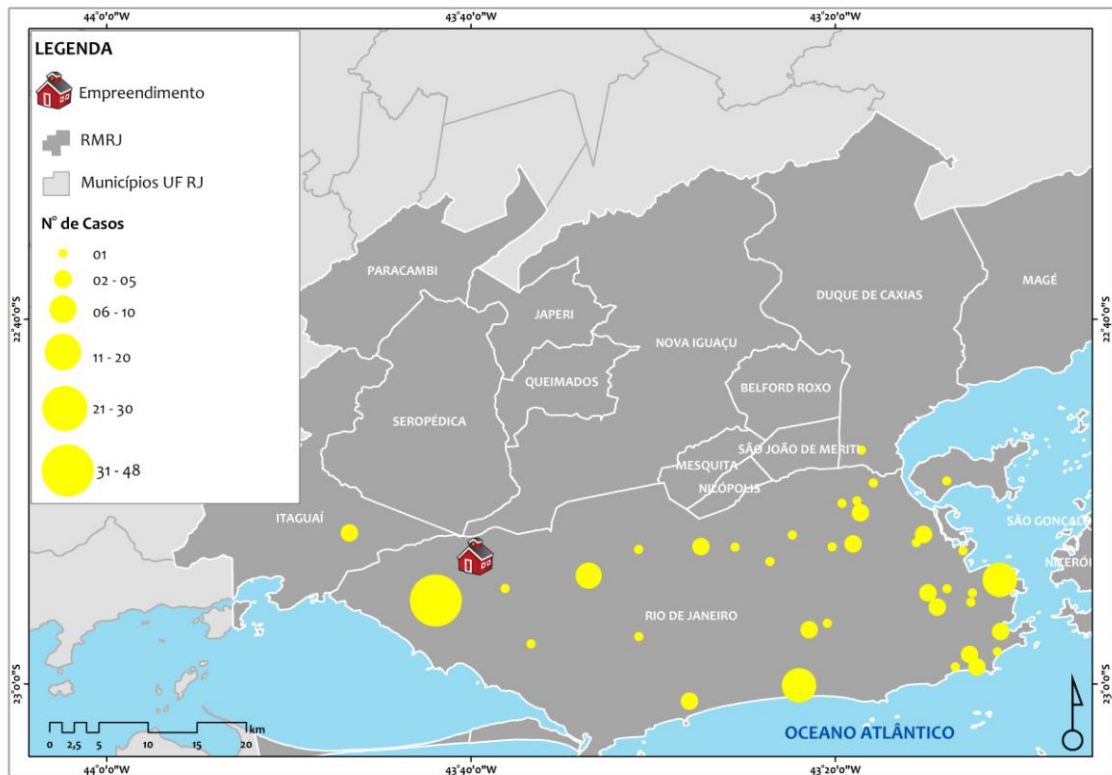 44°0'0"W 43°40'0"W 43°20'0"W
LEGENDA
Empreendimento
RMRJ
Municípios UF RJ
N° de Casos
01
02 - 05
06 - 10
11 - 20
21 - 30
31 - 48
PARACAMBI
DUQUE DE CAXIAS
MAGÉ
JAPERI
22°40'0"S 22°40'0"S
NOVA IGUAÇU
QUEIMADOS
BELFORD ROXO
SEROPÉDICA
SÃO JOÃO DE MERITI
MESQUITA
NILÓPOLIS
ITAGUAÍ
SÃO GONÇALO
NITERÓI
RIO DE JANEIRO
23°0'0"S 23°0'0"S
OCEANO ATLÂNTICO
km
0 2,5 5 10 15 20
44°0'0"W 43°40'0"W 43°20'0"W